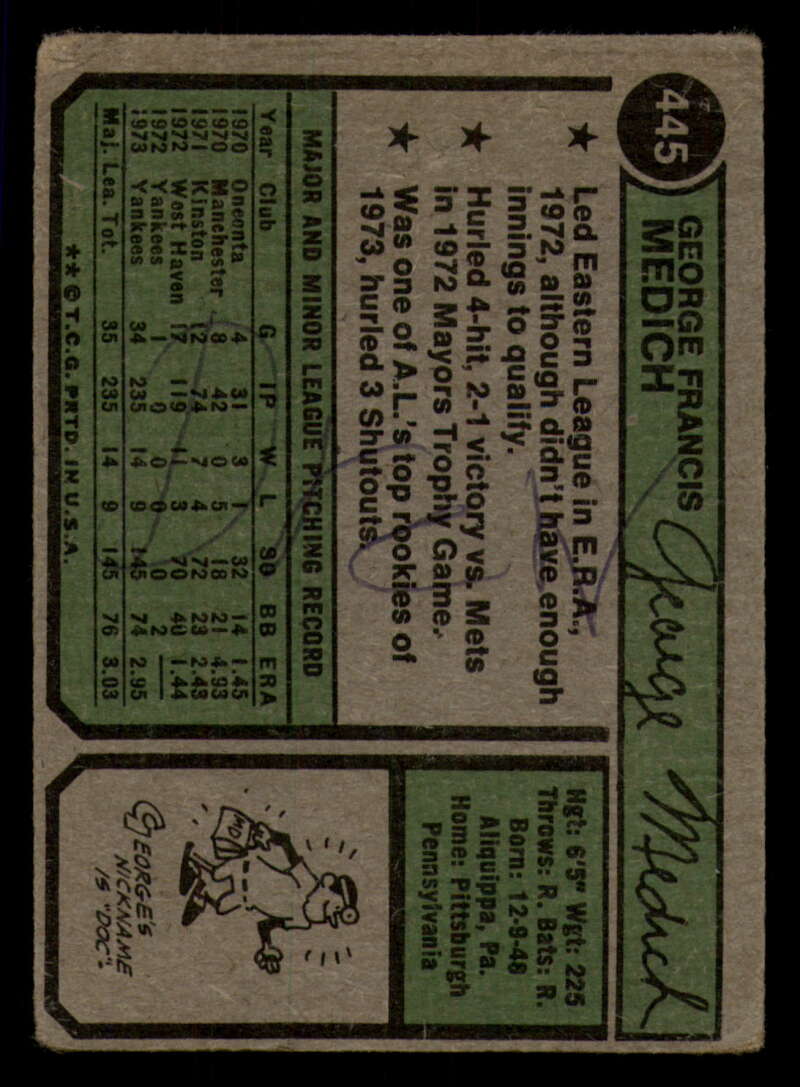 445
GEORGE FRANCIS
MEDICH
George Medich
★ Led Eastern League in E.R.A.,
1972, although didn't have enough
innings to qualify.
★ Hurled 4-hit, 2-1 victory vs. Mets
in 1972 Mayors Trophy Game.
★ Was one of A.L.'s top rookies of
1973, hurled 3 Shutouts.
MAJOR AND MINOR LEAGUE PITCHING RECORD
Year Club G IP W L SO BB ERA
1970 Oneonta 4 31 3 1 32 14 1.45
1970 Manchester 8 42 0 5 18 21 4.93
1971 Kinston 12 74 7 4 72 23 2.43
1972 West Haven 17 119 11 3 70 40 1.44
1972 Yankees 1 0 0 0 0 2 —
1973 Yankees 34 235 14 9 145 74 2.95
Maj. Lea. Tot. 35 235 14 9 145 76 3.03
** © T.C.G. PRTD. IN U.S.A.
Hgt: 6'5" Wgt: 225
Throws: R. Bats: R.
Born: 12-9-48
Aliquippa, Pa.
Home: Pittsburgh
Pennsylvania
GEORGE'S
NICKNAME
IS "DOC".